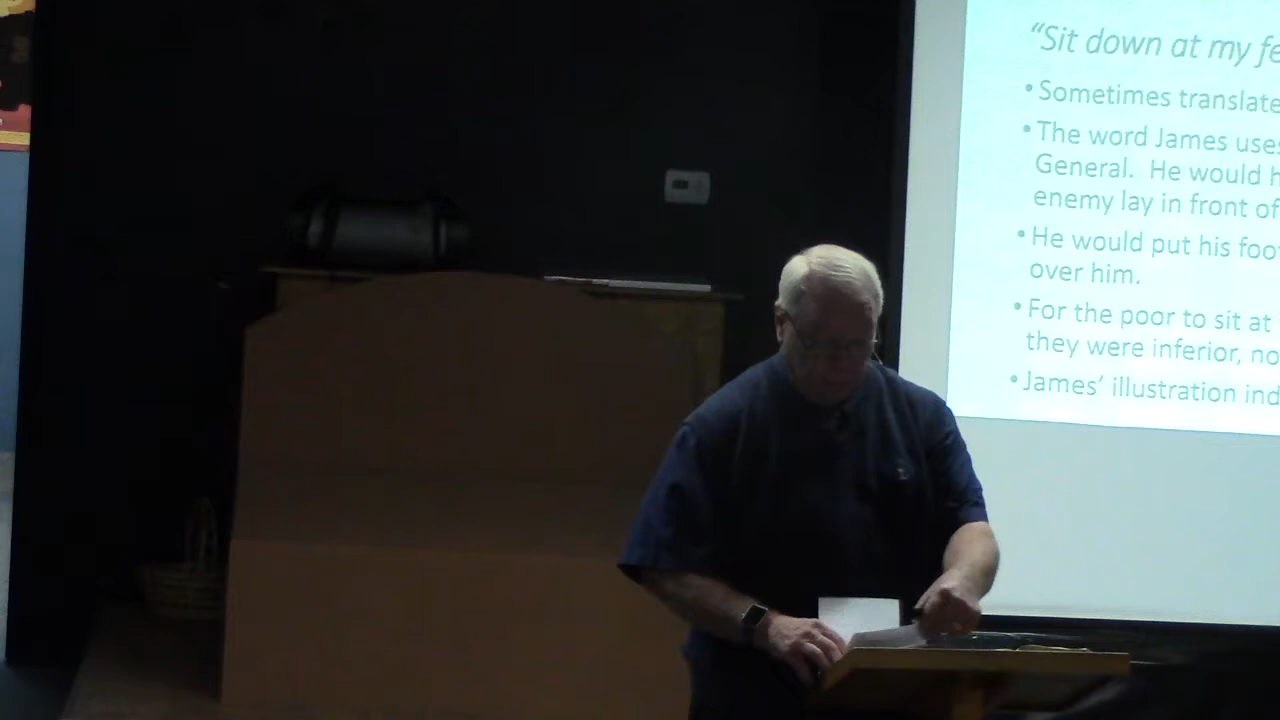 “Sit down at my fe
• Sometimes translate
• The word James uses
General. He would h
enemy lay in front of
• He would put his foo
over him.
• For the poor to sit at
they were inferior, no
• James’ illustration ind